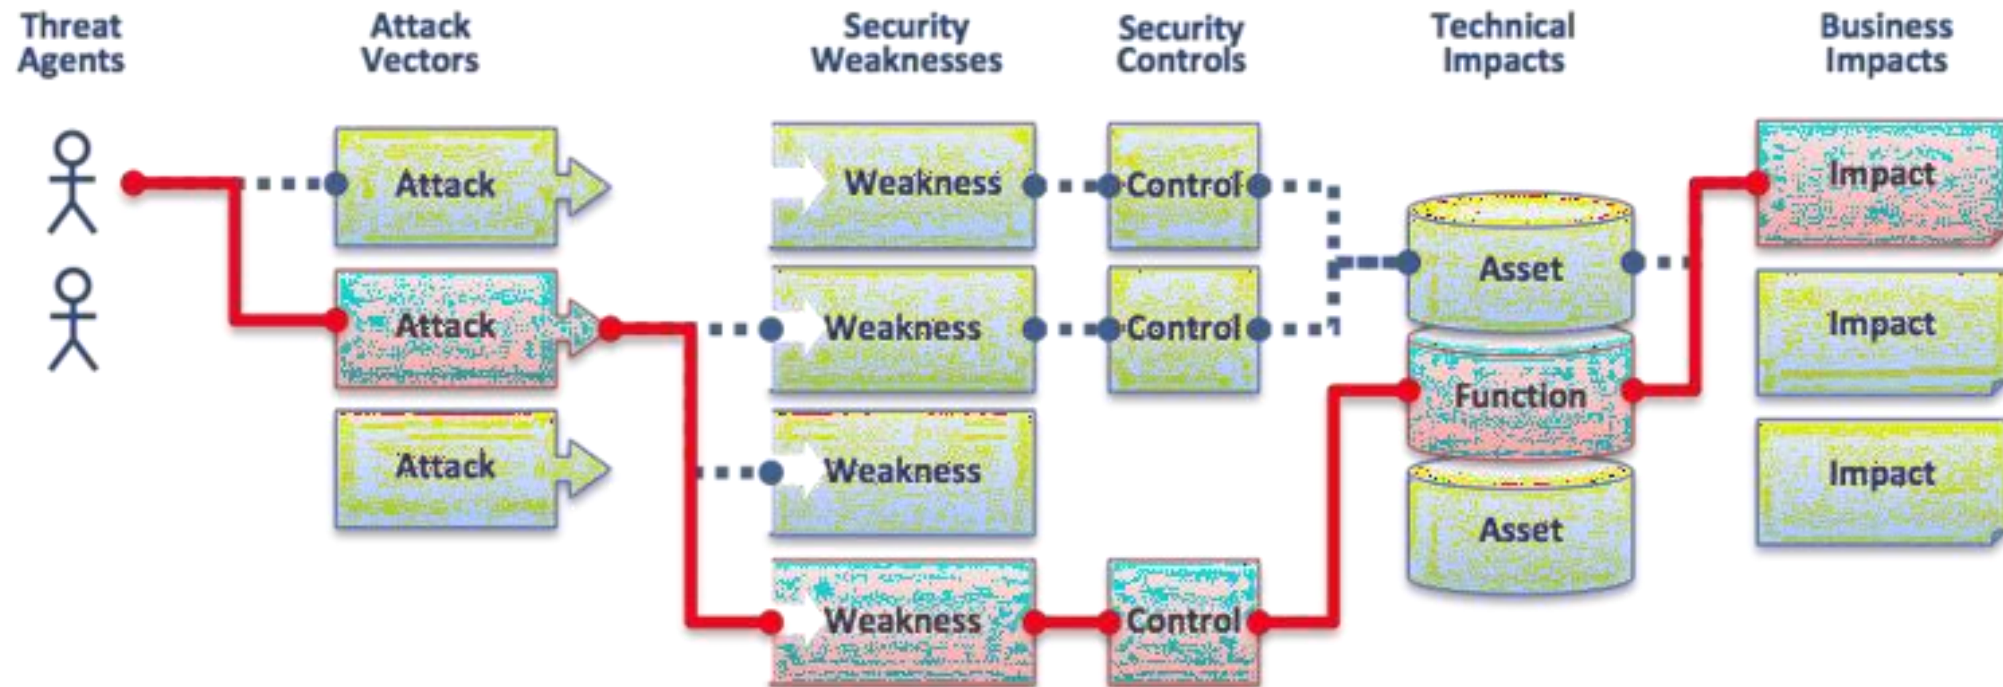 Threat
Agents
Attack
Vectors
Security
Weaknesses
Security
Controls
Technical
Impacts
Business
Impacts
Attack
Weakness
Control
Impact
Asset
Attack
Weakness
Control
Impact
Function
Attack
Weakness
Impact
Asset
Weakness
Control